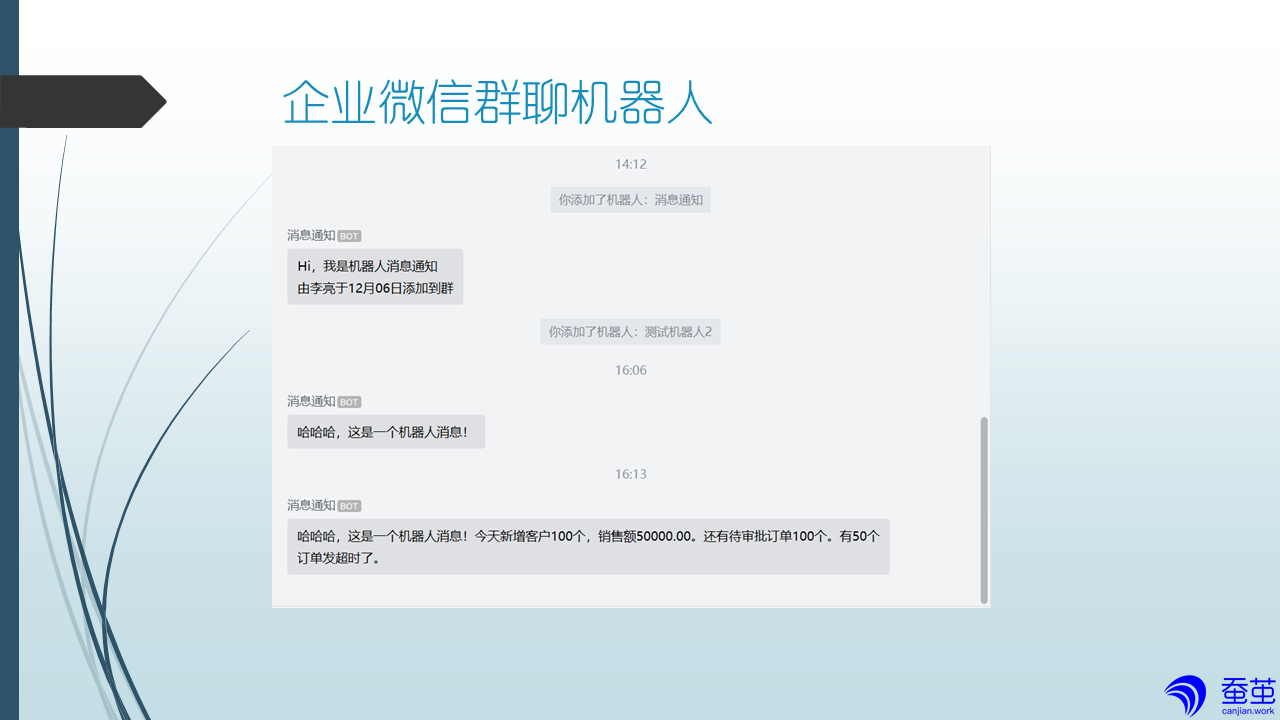 企业微信群聊机器人
14:12
你添加了机器人：消息通知
消息通知 BOT
Hi，我是机器人消息通知
由李亮于12月06日添加到群
你添加了机器人：测试机器人2
16:06
消息通知 BOT
哈哈哈，这是一个机器人消息！
16:13
消息通知 BOT
哈哈哈，这是一个机器人消息！今天新增客户100个，销售额50000.00。还有待审批订单100个。有50个
订单发超时了。
蚕茧
canjian.work